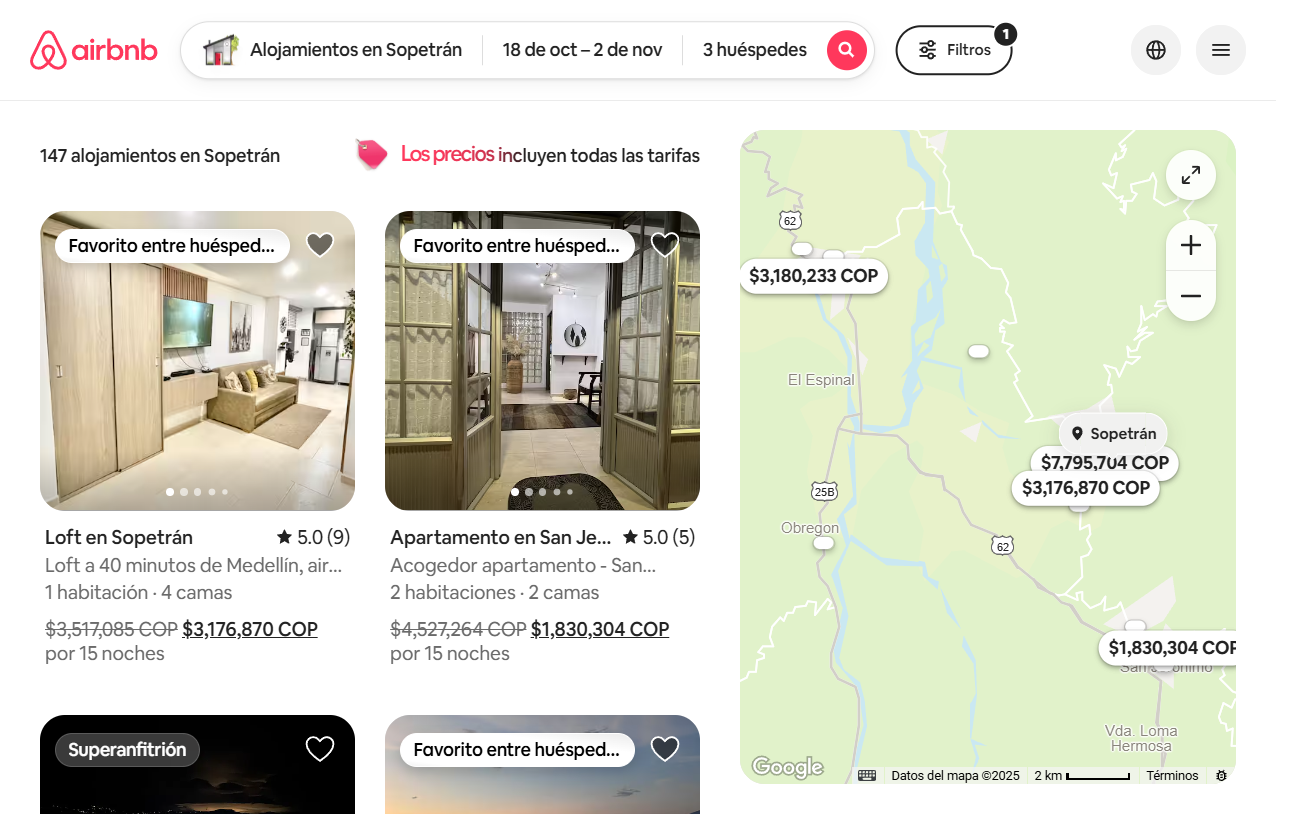 airbnb
Alojamientos en Sopetrán
18 de oct – 2 de nov
3 huéspedes
Filtros
1
147 alojamientos en Sopetrán
Los precios incluyen todas las tarifas
Favorito entre huésped...
Loft en Sopetrán
5.0 (9)
Loft a 40 minutos de Medellín, air...
1 habitación · 4 camas
$3,517,085 COP $3,176,870 COP
por 15 noches
Favorito entre huésped...
Apartamento en San Je...
5.0 (5)
Acogedor apartamento - San...
2 habitaciones · 2 camas
$4,527,264 COP $1,830,304 COP
por 15 noches
Superanfitrión
Favorito entre huésped...
62
$3,180,233 COP
El Espinal
Sopetrán
$7,795,704 COP
$3,176,870 COP
25B
Obregon
62
$1,830,304 COP
San Jerónimo
Vda. Loma
Hermosa
Google
Datos del mapa ©2025
2 km
Términos